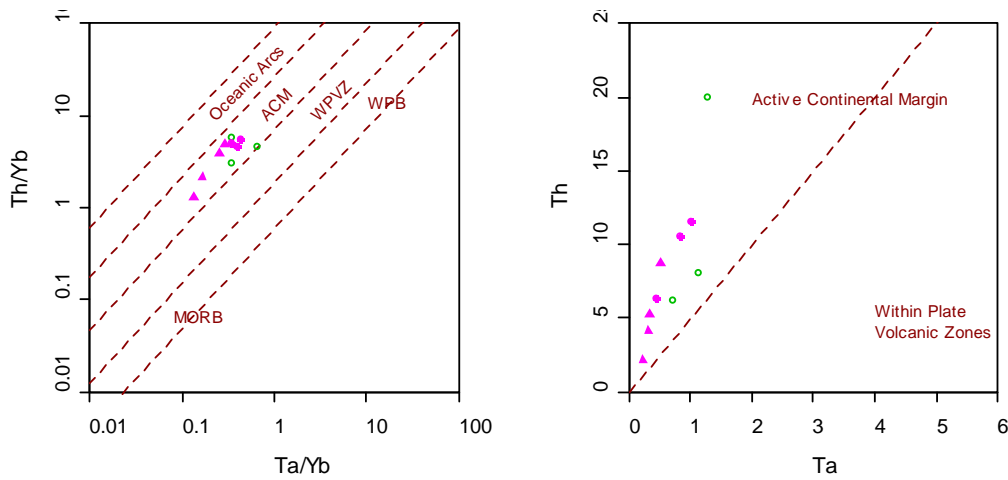 Th/Yb
0.01
0.1
1
10
Oceanic Arcs
ACM
WPVZ
WPB
MORB
0.01
0.1
1
10
100
Ta/Yb
Th
0
5
10
15
20
Active Continental Margin
Within Plate
Volcanic Zones
0
1
2
3
4
5
6
Ta